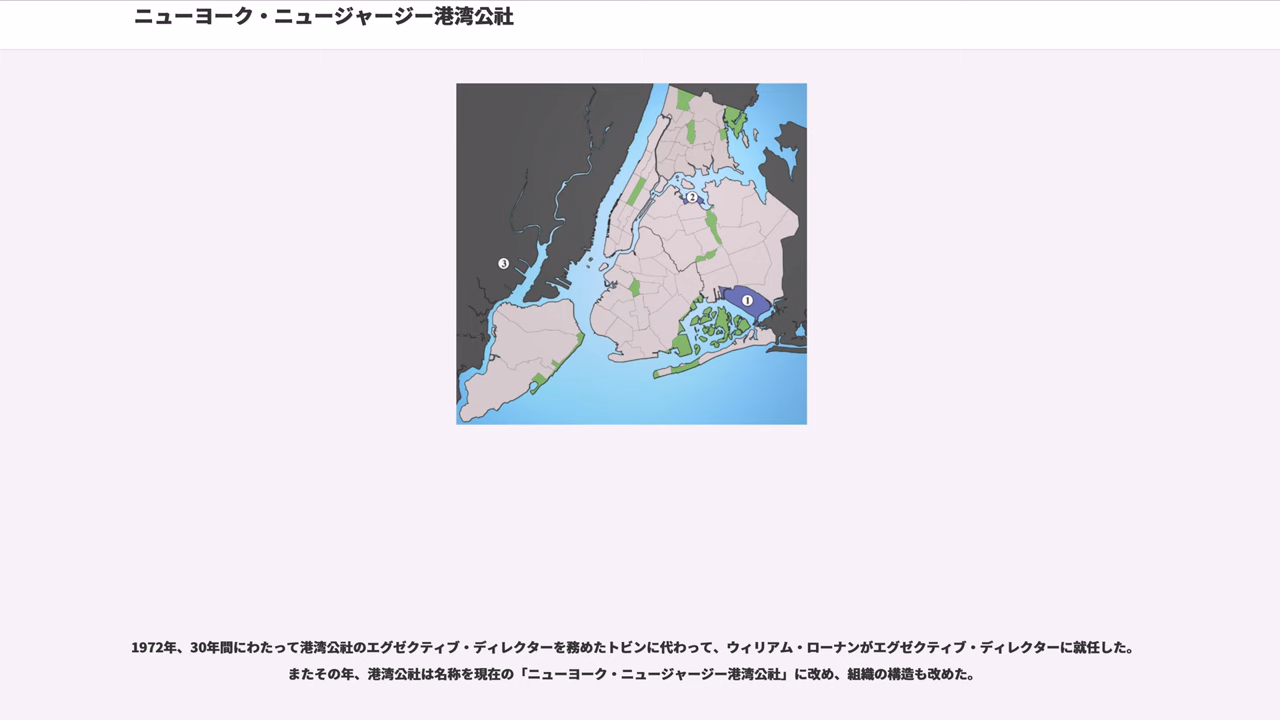 ニューヨーク・ニュージャージー港湾公社
2
3
1
1972年、30年間にわたって港湾公社のエグゼクティブ・ディレクターを務めたトビンに代わって、ウィリアム・ローナンがエグゼクティブ・ディレクターに就任した。
またその年、港湾公社は名称を現在の「ニューヨーク・ニュージャージー港湾公社」に改め、組織の構造も改めた。